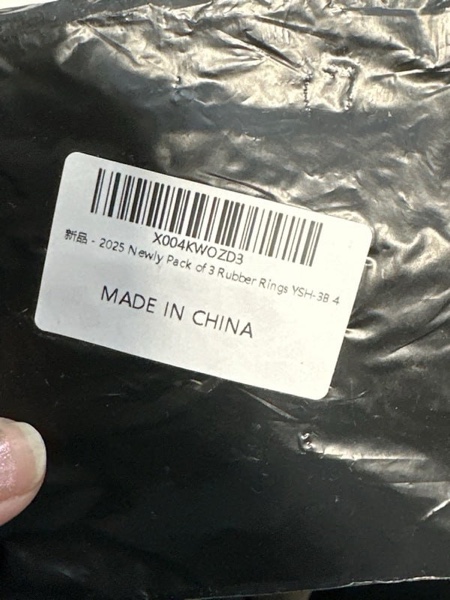 X004KWOZD3
新品 - 2025 Newly Pack of 3 Rubber Rings YSH-3B 4
MADE IN CHINA